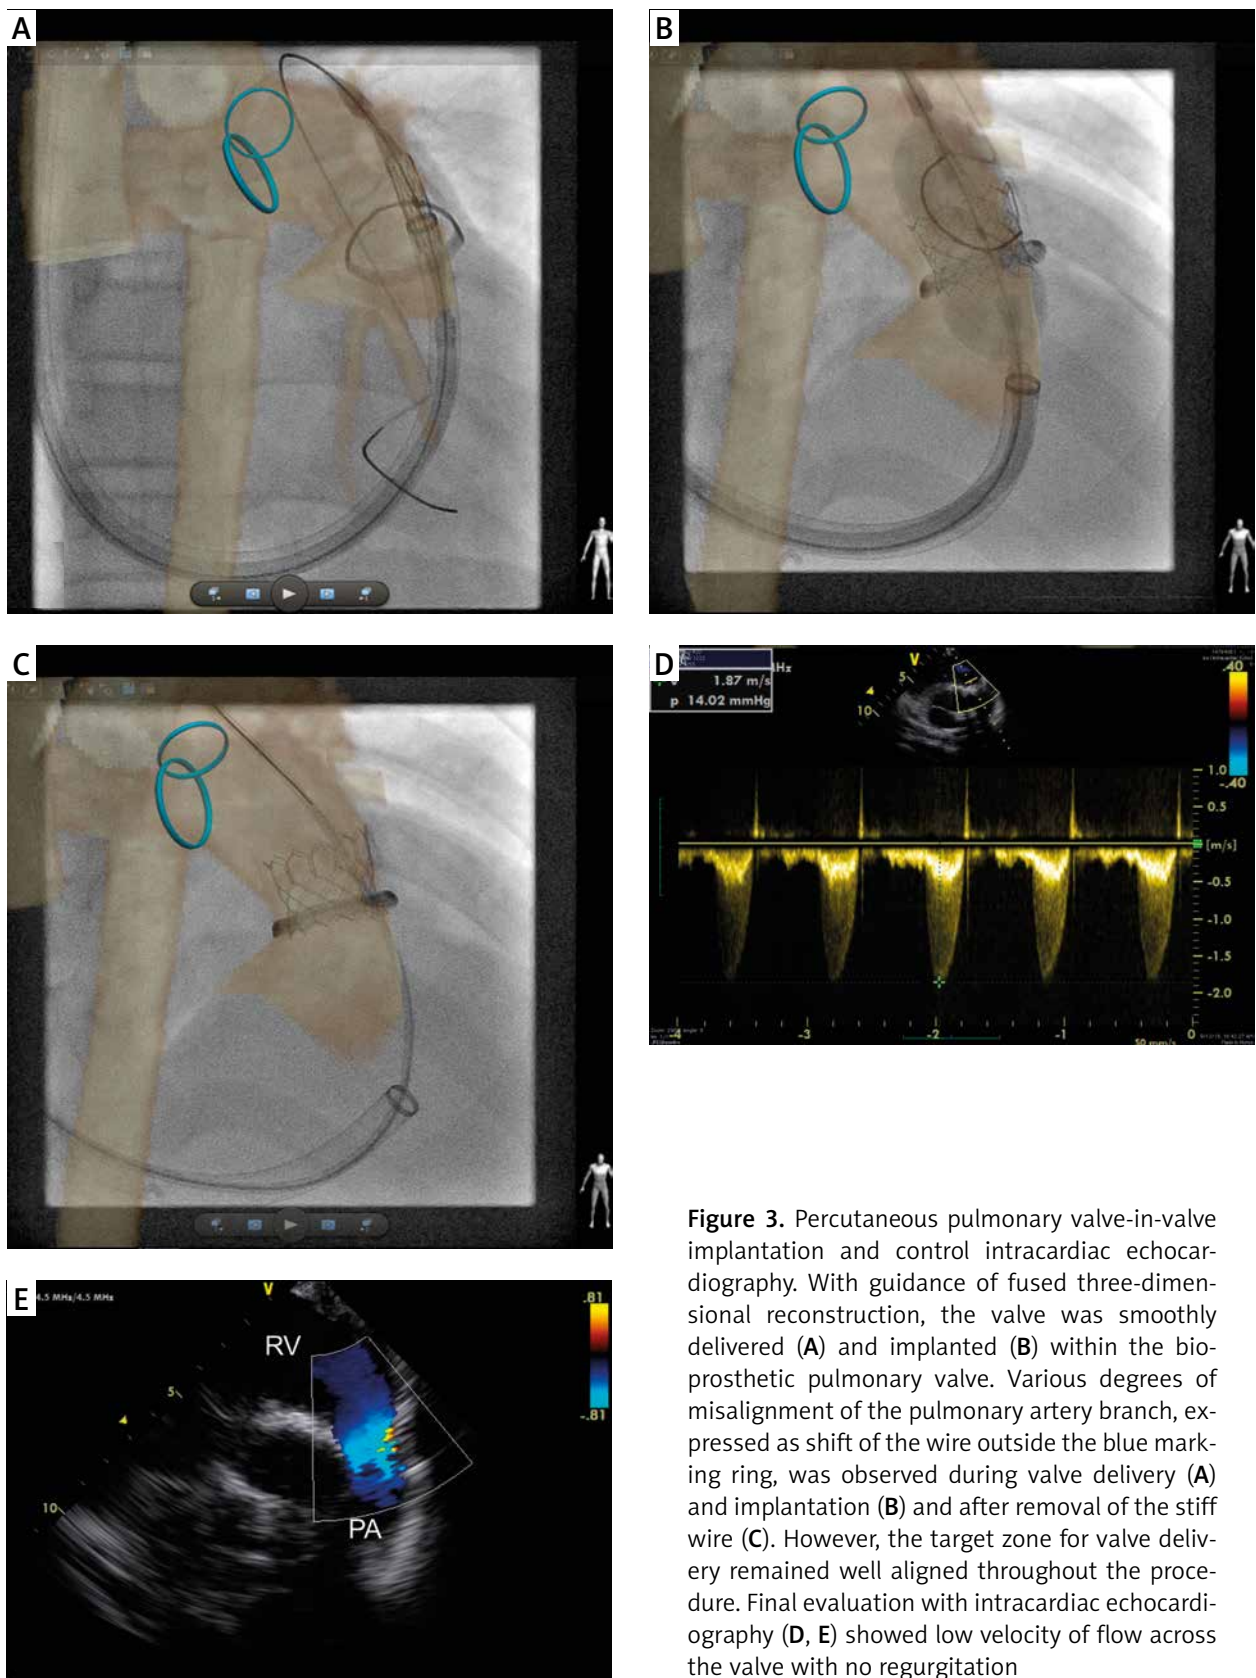 A
B
C
D
V
1.87 m/s
p 14.02 mmHg
5
4
10
.40
-.40
1.0
0.5
[m/s]
-0.5
-1.0
-1.5
-2.0
-4
-3
-2
-1
0
50 mm/s
E
4.5 MHz/4.5 MHz
V
.81
-.81
RV
5
4
10
PA
Figure 3. Percutaneous pulmonary valve-in-valve
implantation and control intracardiac echocar-
diography. With guidance of fused three-dimen-
sional reconstruction, the valve was smoothly
delivered (A) and implanted (B) within the bio-
prosthetic pulmonary valve. Various degrees of
misalignment of the pulmonary artery branch, ex-
pressed as shift of the wire outside the blue mark-
ing ring, was observed during valve delivery (A)
and implantation (B) and after removal of the stiff
wire (C). However, the target zone for valve deliv-
ery remained well aligned throughout the proce-
dure. Final evaluation with intracardiac echocardi-
ography (D, E) showed low velocity of flow across
the valve with no regurgitation